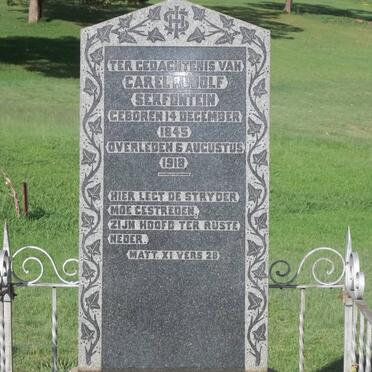 IHS
TER GEDACHTENIS VAN
CAREL RUDOLF
SERFONTEIN
GEBOREN 14 DECEMBER
1845
OVERLEDEN 6 AUGUSTUS
1918
HIER LEGT DE STRYDER
MOE GESTREDEN,
ZIJN HOOFD TER RUSTE
NEDER.
MATT. XI VERS 28